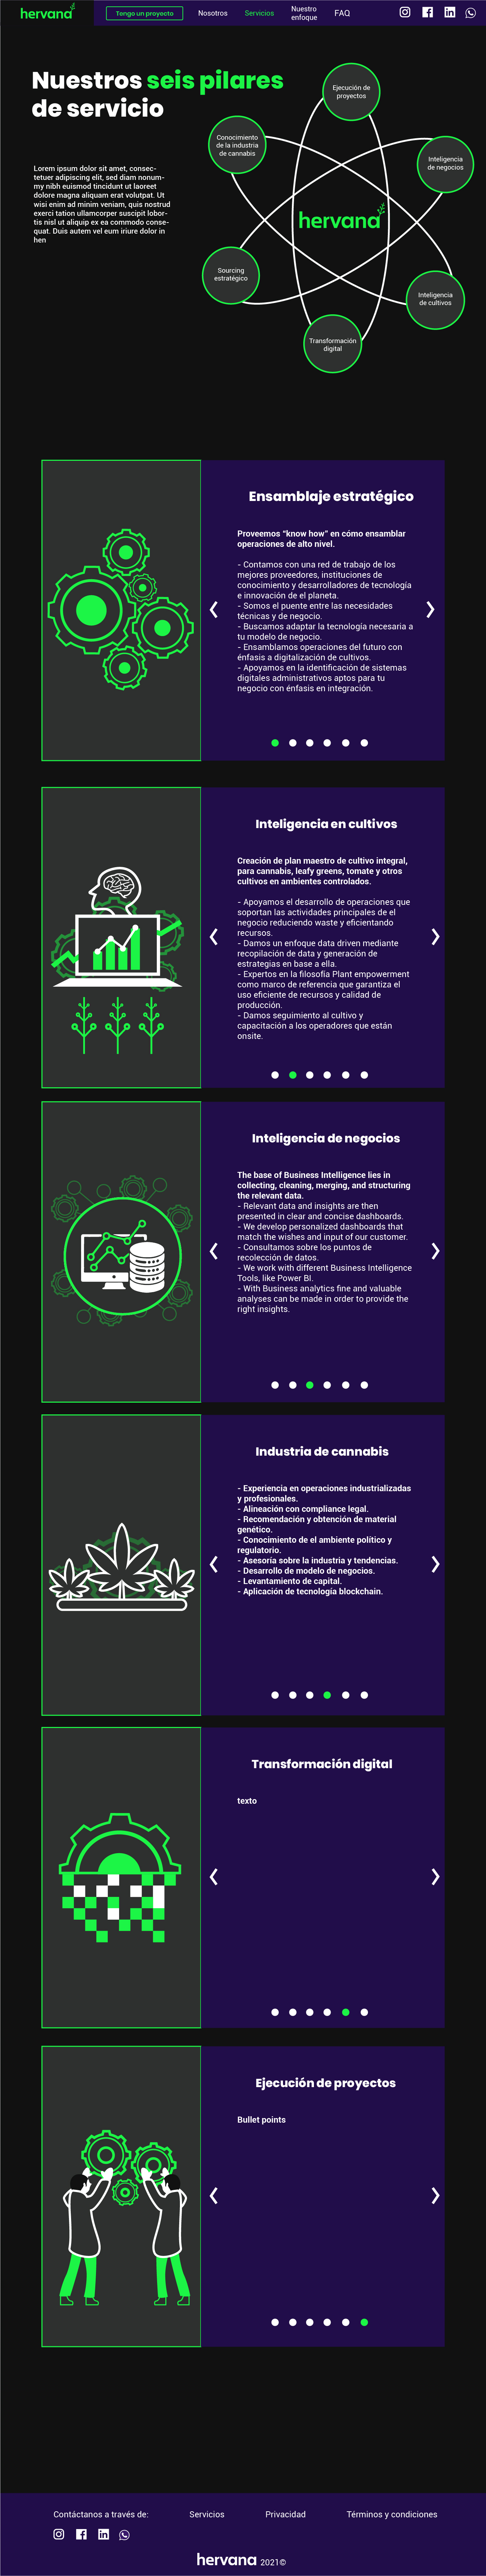 hervana
Tengo un proyecto
Nosotros
Servicios
Nuestro
enfoque
FAQ
Nuestros seis pilares
de servicio
Lorem ipsum dolor sit amet, consec-
tetuer adipiscing elit, sed diam nonum-
my nibh euismod tincidunt ut laoreet
dolore magna aliquam erat volutpat. Ut
wisi enim ad minim veniam, quis nostrud
exerci tation ullamcorper suscipit lobor-
tis nisl ut aliquip ex ea commodo conse-
quat. Duis autem vel eum iriure dolor in
hen
Ejecución de
proyectos
Conocimiento
de la industria
de cannabis
Inteligencia
de negocios
hervana
Sourcing
estratégico
Inteligencia
de cultivos
Transformación
digital
Ensamblaje estratégico
Proveemos “know how” en cómo ensamblar
operaciones de alto nivel.
- Contamos con una red de trabajo de los
mejores proveedores, instituciones de
conocimiento y desarrolladores de tecnología
e innovación de el planeta.
- Somos el puente entre las necesidades
técnicas y de negocio.
- Buscamos adaptar la tecnología necesaria a
tu modelo de negocio.
- Ensamblamos operaciones del futuro con
énfasis a digitalización de cultivos.
- Apoyamos en la identificación de sistemas
digitales administrativos aptos para tu
negocio con énfasis en integración.
Inteligencia en cultivos
Creación de plan maestro de cultivo integral,
para cannabis, leafy greens, tomate y otros
cultivos en ambientes controlados.
- Apoyamos el desarrollo de operaciones que
soportan las actividades principales de el
negocio reduciendo waste y eficientando
recursos.
- Damos un enfoque data driven mediante
recopilación de data y generación de
estrategias en base a ella.
- Expertos en la filosofía Plant empowerment
como marco de referencia que garantiza el
uso eficiente de recursos y calidad de
producción.
- Damos seguimiento al cultivo y
capacitación a los operadores que están
onsite.
Inteligencia de negocios
The base of Business Intelligence lies in
collecting, cleaning, merging, and structuring
the relevant data.
- Relevant data and insights are then
presented in clear and concise dashboards.
- We develop personalized dashboards that
match the wishes and input of our customer.
- Consultamos sobre los puntos de
recolección de datos.
- We work with different Business Intelligence
Tools, like Power BI.
- With Business analytics fine and valuable
analyses can be made in order to provide the
right insights.
Industria de cannabis
- Experiencia en operaciones industrializadas
y profesionales.
- Alineación con compliance legal.
- Recomendación y obtención de material
genético.
- Conocimiento de el ambiente político y
regulatorio.
- Asesoría sobre la industria y tendencias.
- Desarrollo de modelo de negocios.
- Levantamiento de capital.
- Aplicación de tecnología blockchain.
Transformación digital
texto
Ejecución de proyectos
Bullet points
Contáctanos a través de:
Servicios
Privacidad
Términos y condiciones
hervana 2021©